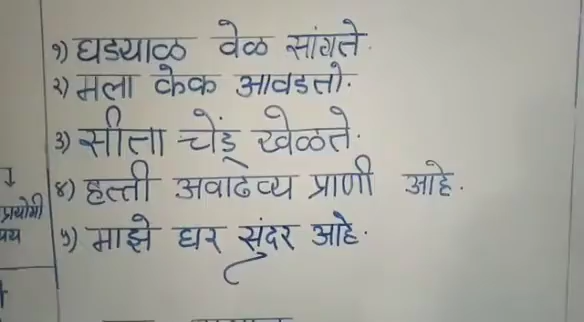 १) घड्याळ वेळ सांगते.
२) मला केक आवडतो.
३) सीता चेंडू खेळते.
४) हत्ती अवाढव्य प्राणी आहे.
५) माझे घर सुंदर आहे.